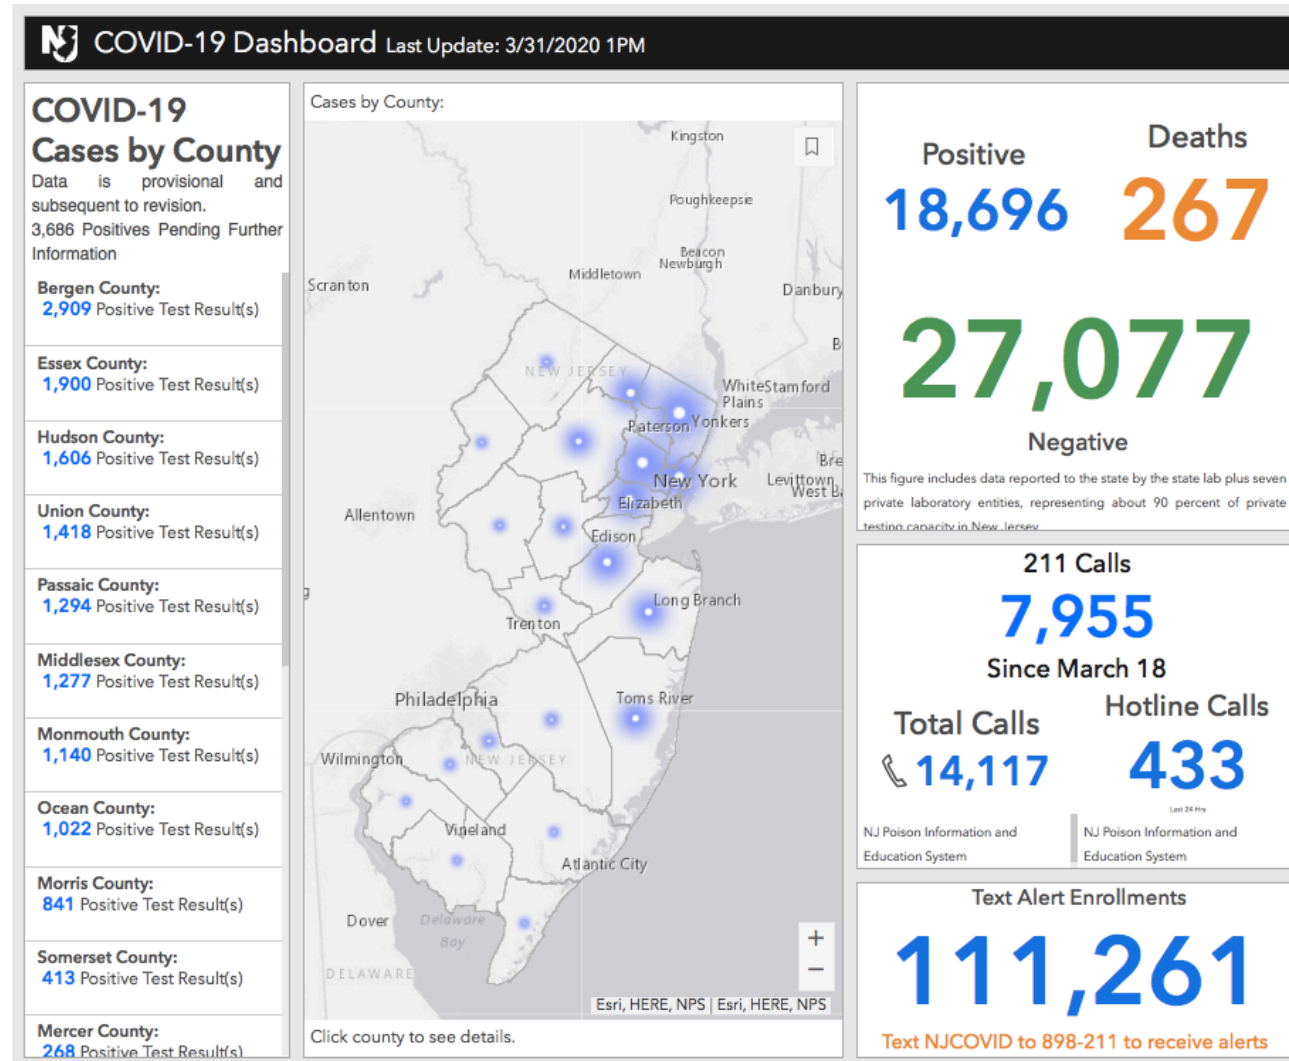 COVID-19 Dashboard Last Update: 3/31/2020 1PM
COVID-19
Cases by County
Data is provisional and
subsequent to revision.
3,686 Positives Pending Further
Information
Bergen County:
2,909 Positive Test Result(s)
Essex County:
1,900 Positive Test Result(s)
Hudson County:
1,606 Positive Test Result(s)
Union County:
1,418 Positive Test Result(s)
Passaic County:
1,294 Positive Test Result(s)
Middlesex County:
1,277 Positive Test Result(s)
Monmouth County:
1,140 Positive Test Result(s)
Ocean County:
1,022 Positive Test Result(s)
Morris County:
841 Positive Test Result(s)
Somerset County:
413 Positive Test Result(s)
Mercer County:
268 Positive Test Result(s)
Cases by County:
Kingston
Poughkeepsie
Beacon
Newburgh
Middletown
Scranton
Danbury
B
NEW JERSEY
White
Plains
Stamford
Paterson
Yonkers
New York
Bre
Levittown
West B
Elizabeth
Allentown
Edison
g
Long Branch
Trenton
Philadelphia
Toms River
Wilmington
NEW JERSEY
Vineland
Atlantic City
Dover
Delaware
Bay
DELAWARE
+
−
Esri, HERE, NPS | Esri, HERE, NPS
Click county to see details.
Positive
18,696
Deaths
267
27,077
Negative
This figure includes data reported to the state by the state lab plus seven
private laboratory entities, representing about 90 percent of private
testing capacity in New Jersey
211 Calls
7,955
Since March 18
Total Calls
14,117
NJ Poison Information and
Education System
Hotline Calls
433
Last 24 Hrs
NJ Poison Information and
Education System
Text Alert Enrollments
111,261
Text NJCOVID to 898-211 to receive alerts